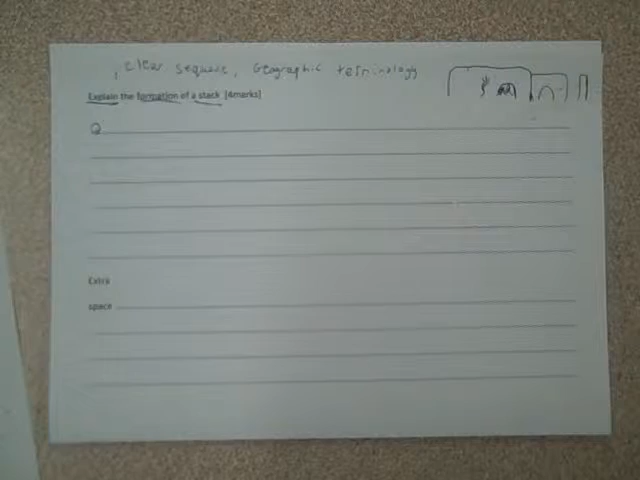 , clear sequence, Geographic terminology
Explain the formation of a stack [4marks]
Extra
space